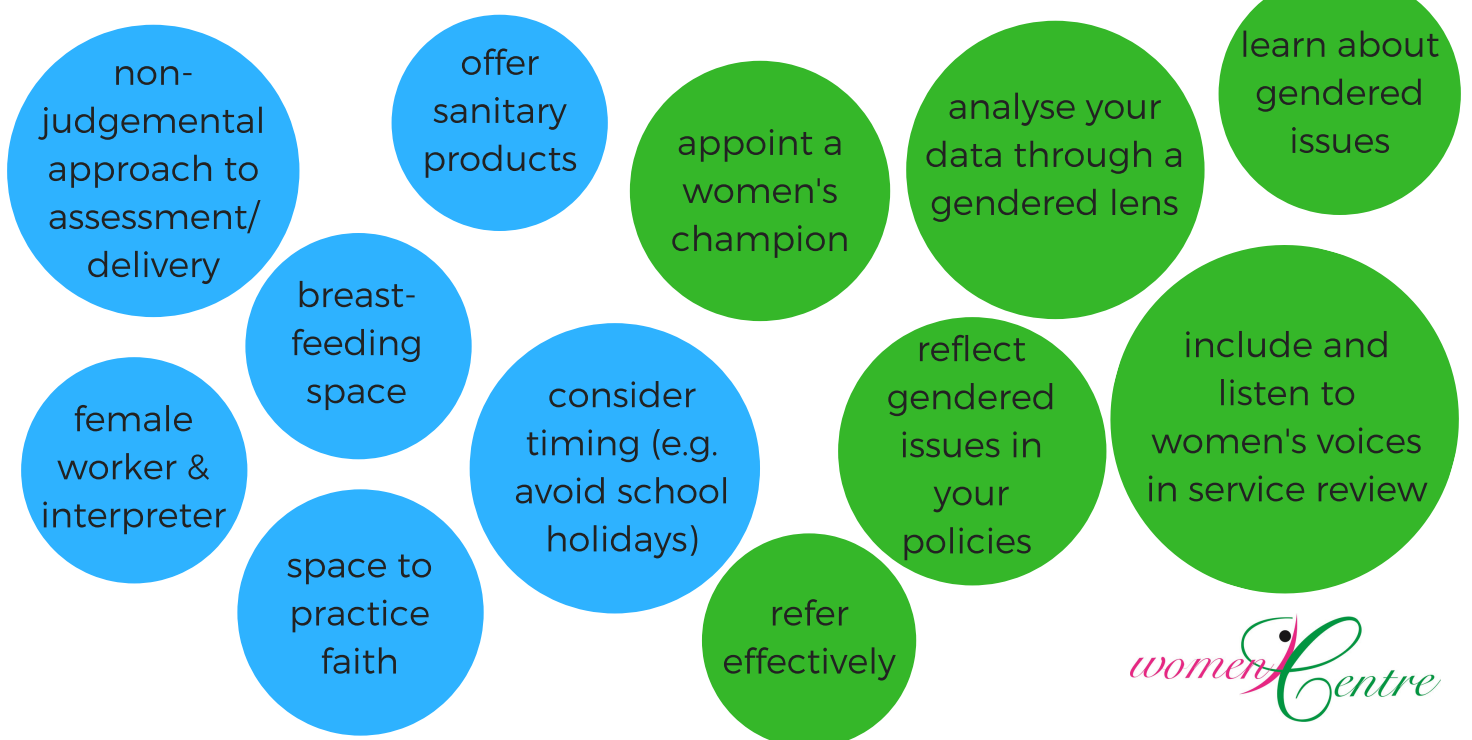 non-
judgemental
approach to
assessment/
delivery
offer
sanitary
products
breast-
feeding
space
female
worker &
interpreter
space to
practice
faith
consider
timing (e.g.
avoid school
holidays)
appoint a
women's
champion
analyse your
data through a
gendered lens
learn about
gendered
issues
reflect
gendered
issues in
your
policies
include and
listen to
women's voices
in service review
refer
effectively
womenCentre